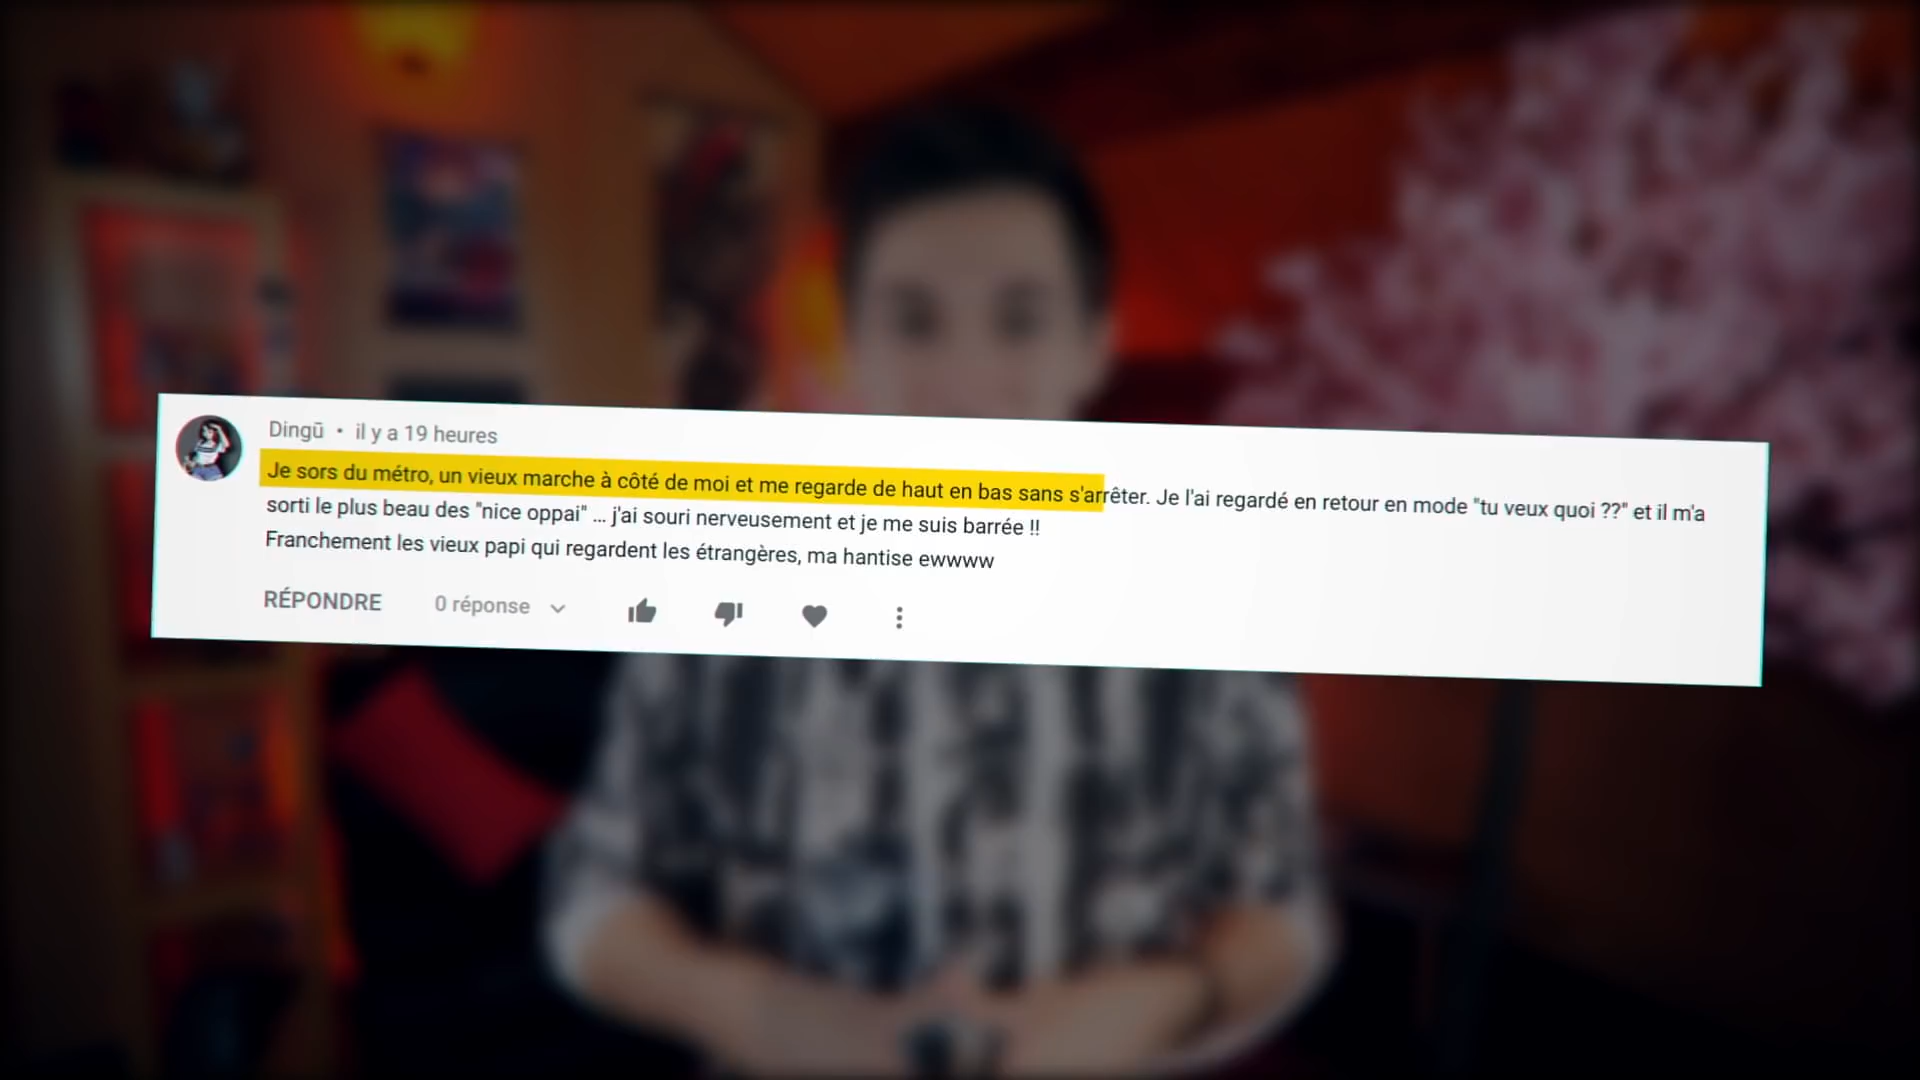 Dingū • il y a 19 heures
Je sors du métro, un vieux marche à côté de moi et me regarde de haut en bas sans s'arrêter. Je l'ai regardé en retour en mode "tu veux quoi ??" et il m'a
sorti le plus beau des "nice oppai" ... j'ai souri nerveusement et je me suis barrée !!
Franchement les vieux papi qui regardent les étrangères, ma hantise ewwww
RÉPONDRE 0 réponse